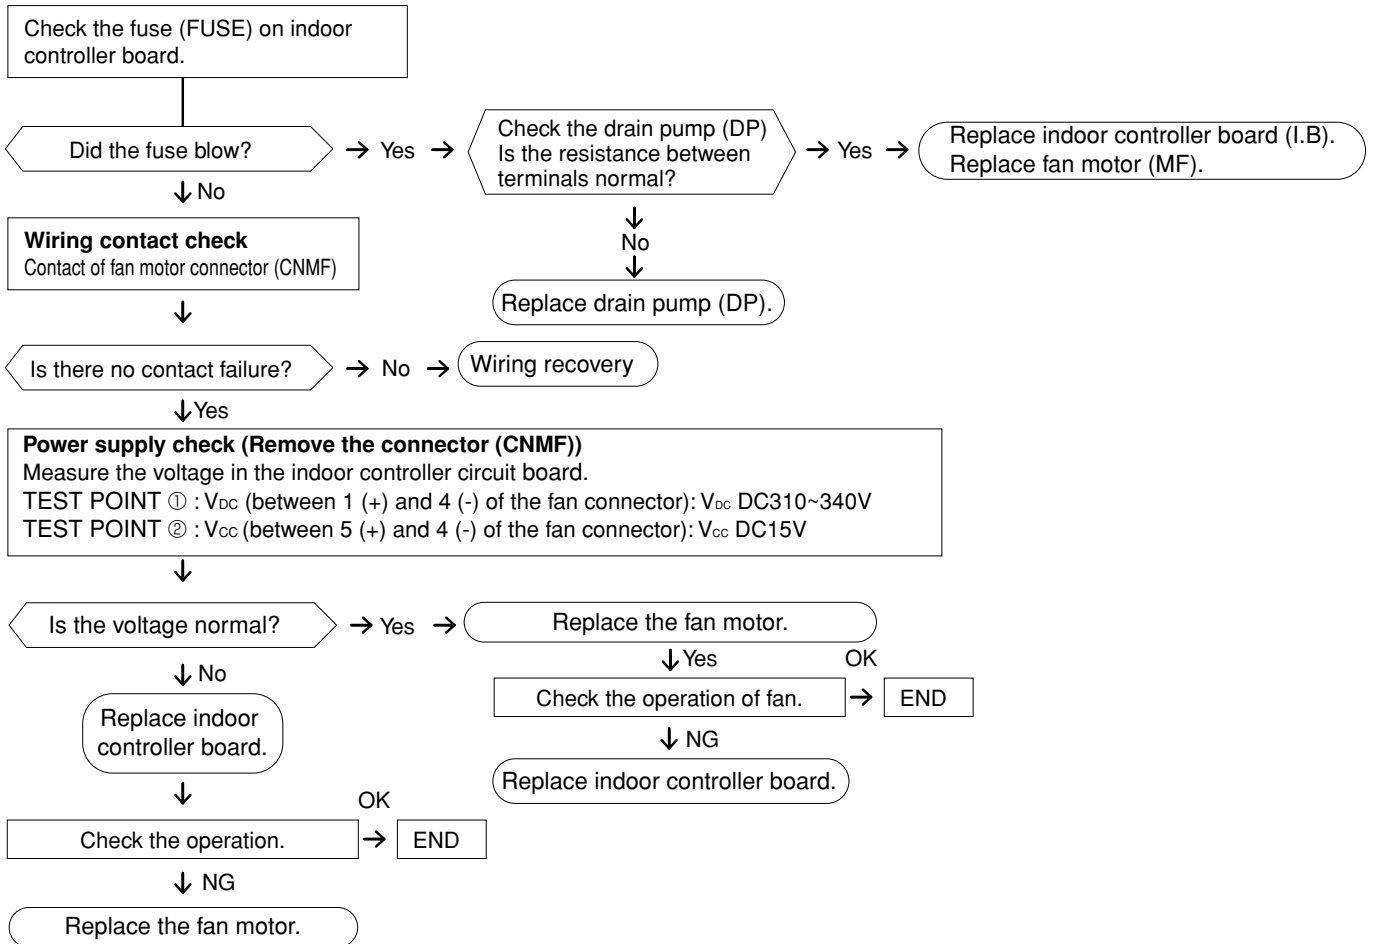 Check the fuse (FUSE) on indoor
controller board.
Did the fuse blow?
Yes
Check the drain pump (DP)
Is the resistance between
terminals normal?
Yes
Replace indoor controller board (I.B).
Replace fan motor (MF).
No
No
Replace drain pump (DP).
Wiring contact check
Contact of fan motor connector (CNMF)
Is there no contact failure?
No
Wiring recovery
Yes
Power supply check (Remove the connector (CNMF))
Measure the voltage in the indoor controller circuit board.
TEST POINT ① : VDC (between 1 (+) and 4 (-) of the fan connector): VDC DC310~340V
TEST POINT ② : VCC (between 5 (+) and 4 (-) of the fan connector): VCC DC15V
Is the voltage normal?
Yes
Replace the fan motor.
Yes
OK
Check the operation of fan.
END
NG
Replace indoor controller board.
No
Replace indoor
controller board.
OK
Check the operation.
END
NG
Replace the fan motor.